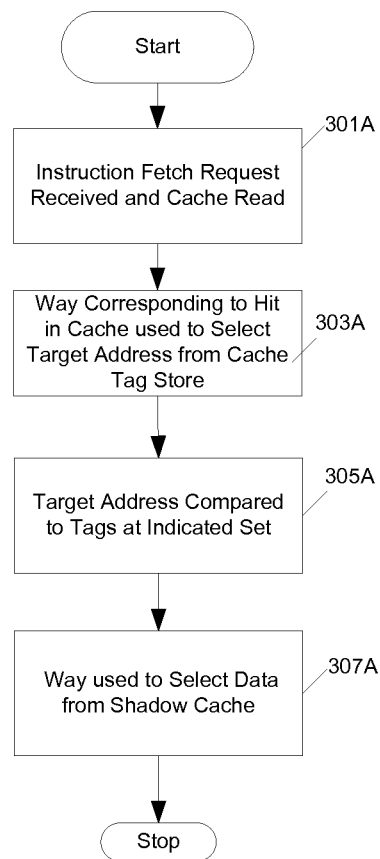 Start
301A
Instruction Fetch Request
Received and Cache Read
Way Corresponding to Hit
in Cache used to Select
Target Address from Cache
Tag Store
303A
305A
Target Address Compared
to Tags at Indicated Set
307A
Way used to Select Data
from Shadow Cache
Stop